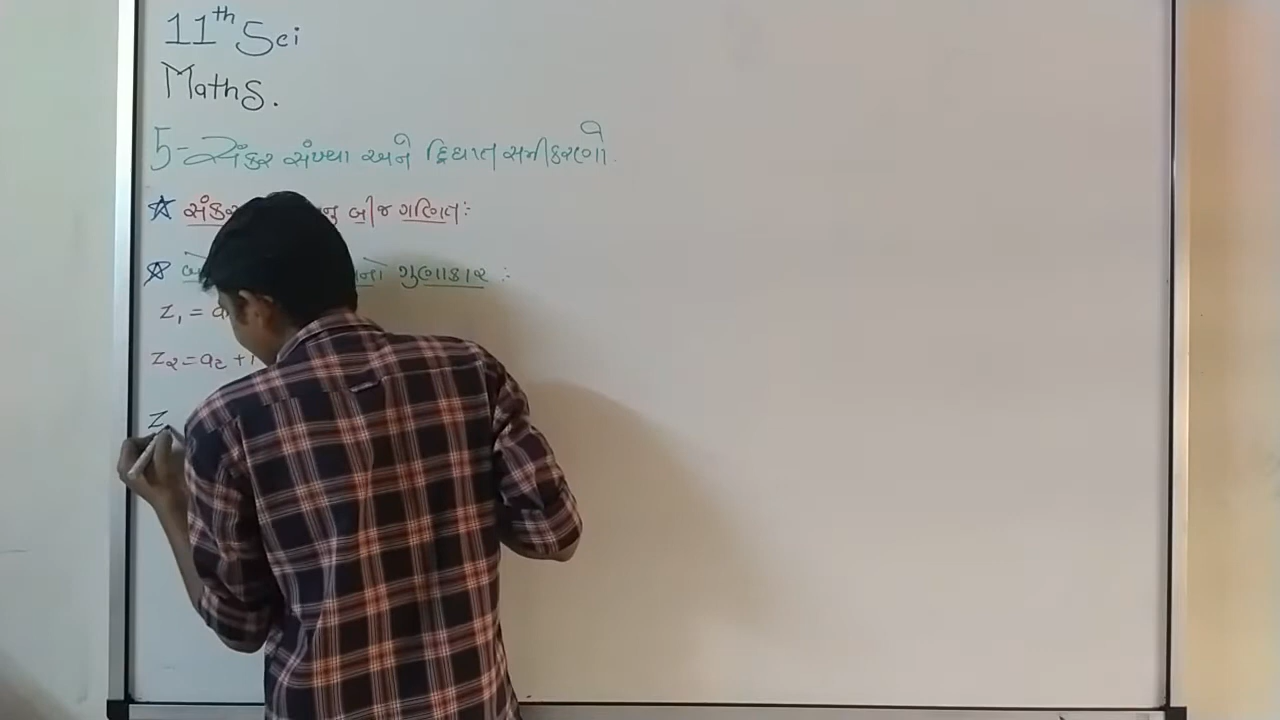 11th Sci
Maths.
5-સંકર સંખ્યા અને દ્વિઘાત સમીકરણો.
☆ બીજ ગણિત:
☆ ગુણાકાર :
Z₁ = a
Z₂ = a₂ + i
Z